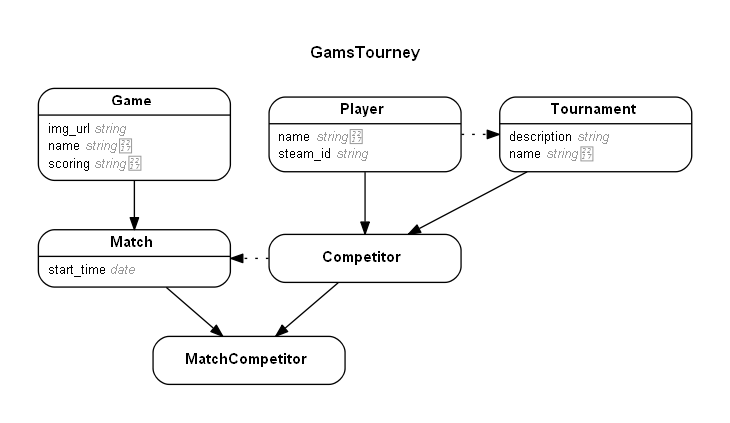 GamsTourney
Game
img_url string
name string
scoring string
Player
name string
steam_id string
Tournament
description string
name string
Match
start_time date
Competitor
MatchCompetitor